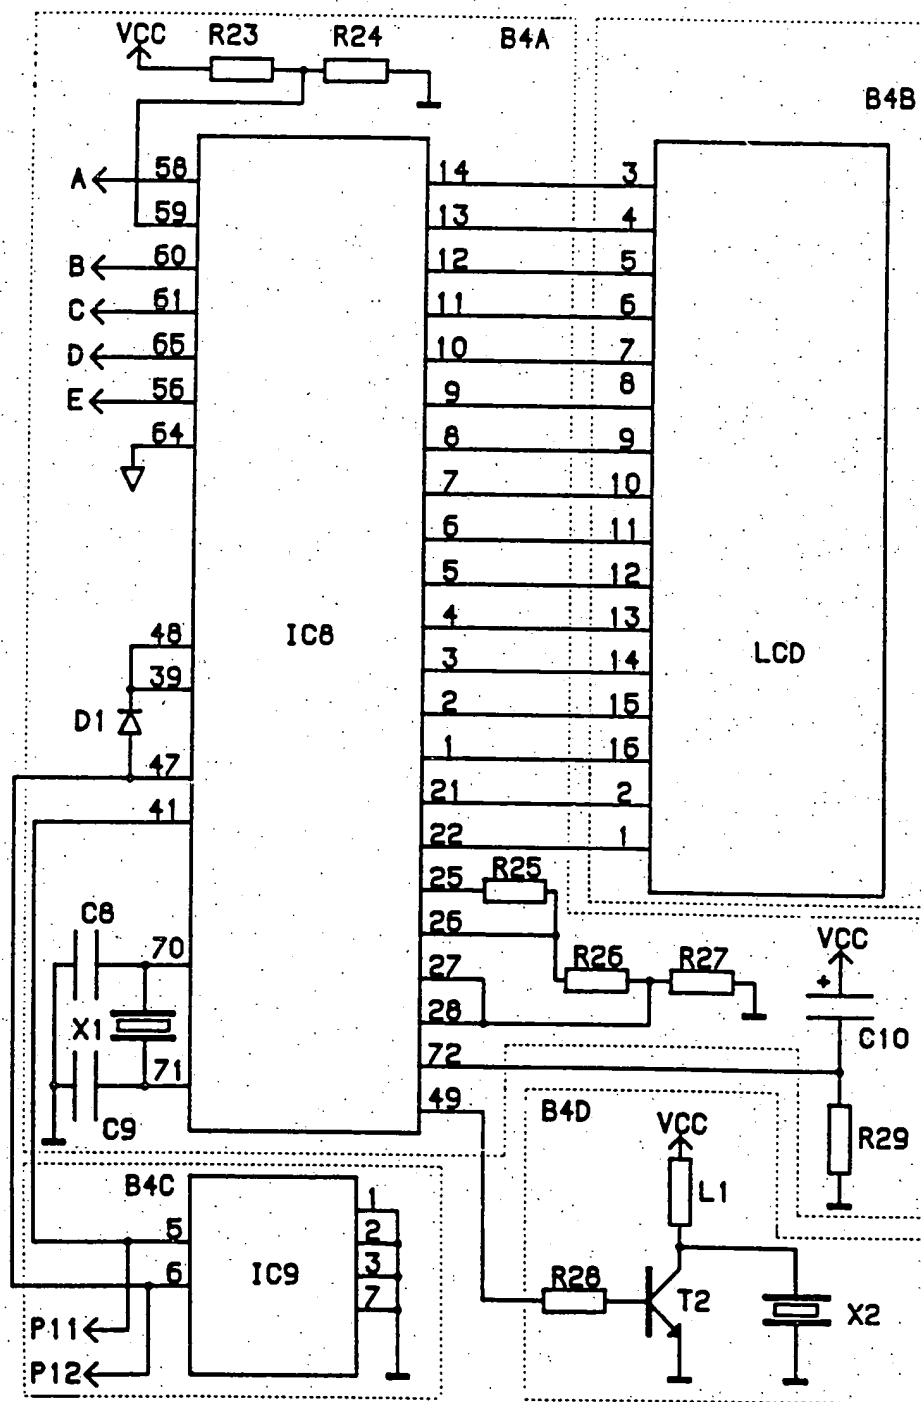 VCC R23 R24 B4A
B4B
A 58 14 3
59 13 4
B 60 12 5
C 61 11 6
D 65 10 7
E 56 9 8
64 8 9
7 10
6 11
5 12
48 IC8 4 13
39 3 14 LCD
D1 2 15
47 1 16
41 21 2
22 1
25 R25
C8 26
70 27 R26 R27 VCC
+
X1 28 C10
71 72
C9 49 B4D R29
VCC
B4C 1 L1
5 2
6 IC9 3 R28 T2 X2
7
P11
P12